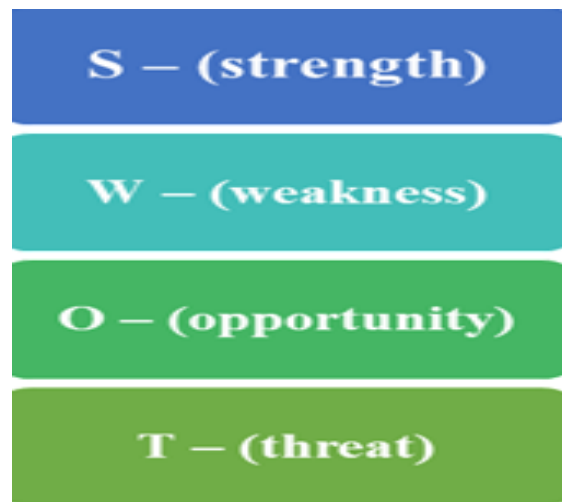 S – (strength)
W – (weakness)
O – (opportunity)
T – (threat)